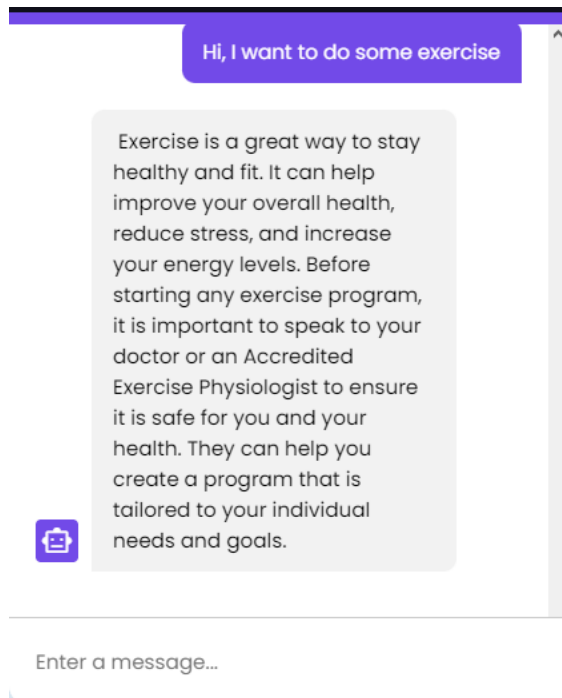 Hi, I want to do some exercise
Exercise is a great way to stay
healthy and fit. It can help
improve your overall health,
reduce stress, and increase
your energy levels. Before
starting any exercise program,
it is important to speak to your
doctor or an Accredited
Exercise Physiologist to ensure
it is safe for you and your
health. They can help you
create a program that is
tailored to your individual
needs and goals.
Enter a message...